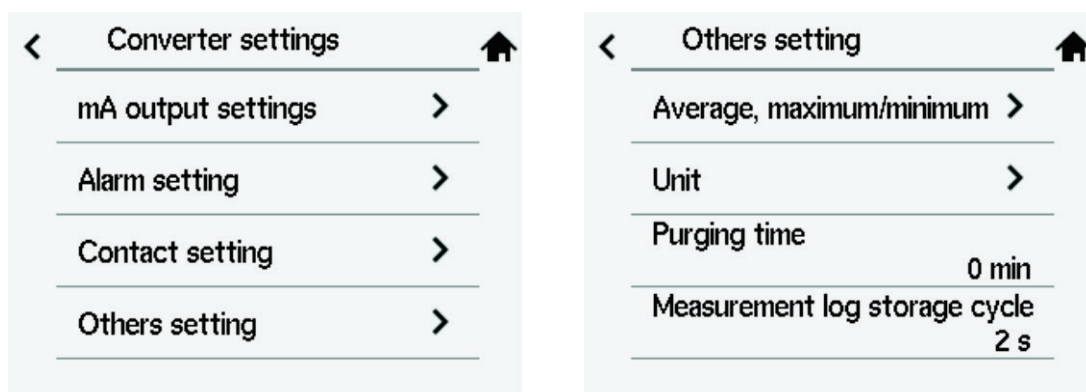 Converter settings
mA output settings
Alarm setting
Contact setting
Others setting
Others setting
Average, maximum/minimum
Unit
Purging time
0 min
Measurement log storage cycle
2 s